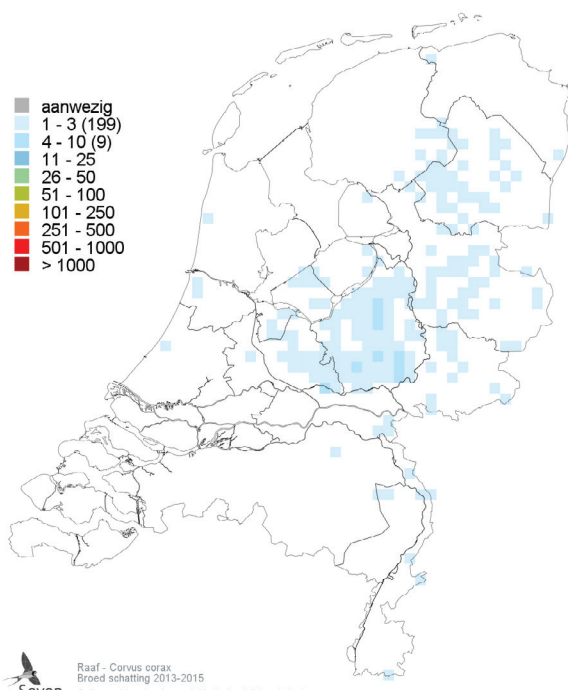 aanwezig
1 - 3 (199)
4 - 10 (9)
11 - 25
26 - 50
51 - 100
101 - 250
251 - 500
501 - 1000
> 1000
Raaf - Corvus corax
Broed schatting 2013-2015